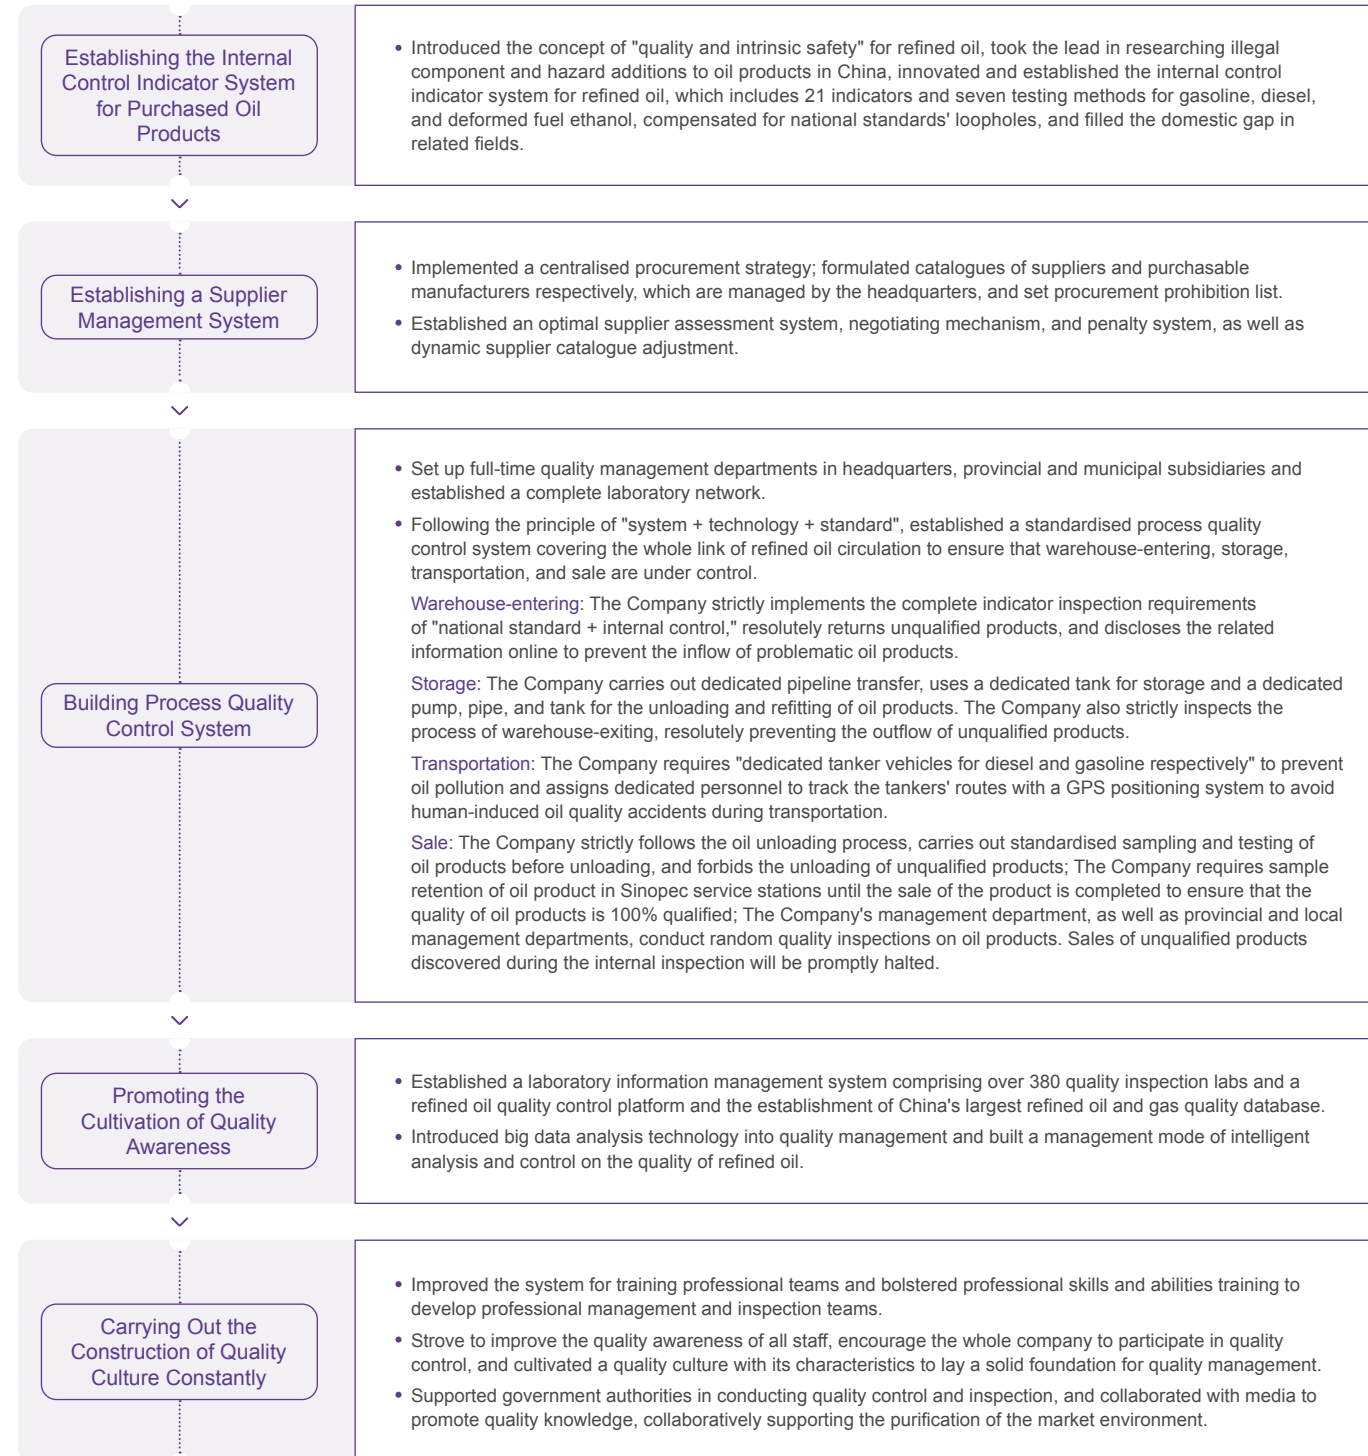 Establishing the Internal
Control Indicator System
for Purchased Oil
Products
• Introduced the concept of "quality and intrinsic safety" for refined oil, took the lead in researching illegal
component and hazard additions to oil products in China, innovated and established the internal control
indicator system for refined oil, which includes 21 indicators and seven testing methods for gasoline, diesel,
and deformed fuel ethanol, compensated for national standards' loopholes, and filled the domestic gap in
related fields.
Establishing a Supplier
Management System
• Implemented a centralised procurement strategy; formulated catalogues of suppliers and purchasable
manufacturers respectively, which are managed by the headquarters, and set procurement prohibition list.
• Established an optimal supplier assessment system, negotiating mechanism, and penalty system, as well as
dynamic supplier catalogue adjustment.
Building Process Quality
Control System
• Set up full-time quality management departments in headquarters, provincial and municipal subsidiaries and
established a complete laboratory network.
• Following the principle of "system + technology + standard", established a standardised process quality
control system covering the whole link of refined oil circulation to ensure that warehouse-entering, storage,
transportation, and sale are under control.
Warehouse-entering: The Company strictly implements the complete indicator inspection requirements
of "national standard + internal control," resolutely returns unqualified products, and discloses the related
information online to prevent the inflow of problematic oil products.
Storage: The Company carries out dedicated pipeline transfer, uses a dedicated tank for storage and a dedicated
pump, pipe, and tank for the unloading and refitting of oil products. The Company also strictly inspects the
process of warehouse-exiting, resolutely preventing the outflow of unqualified products.
Transportation: The Company requires "dedicated tanker vehicles for diesel and gasoline respectively" to prevent
oil pollution and assigns dedicated personnel to track the tankers' routes with a GPS positioning system to avoid
human-induced oil quality accidents during transportation.
Sale: The Company strictly follows the oil unloading process, carries out standardised sampling and testing of
oil products before unloading, and forbids the unloading of unqualified products; The Company requires sample
retention of oil product in Sinopec service stations until the sale of the product is completed to ensure that the
quality of oil products is 100% qualified; The Company's management department, as well as provincial and local
management departments, conduct random quality inspections on oil products. Sales of unqualified products
discovered during the internal inspection will be promptly halted.
Promoting the
Cultivation of Quality
Awareness
• Established a laboratory information management system comprising over 380 quality inspection labs and a
refined oil quality control platform and the establishment of China's largest refined oil and gas quality database.
• Introduced big data analysis technology into quality management and built a management mode of intelligent
analysis and control on the quality of refined oil.
Carrying Out the
Construction of Quality
Culture Constantly
• Improved the system for training professional teams and bolstered professional skills and abilities training to
develop professional management and inspection teams.
• Strove to improve the quality awareness of all staff, encourage the whole company to participate in quality
control, and cultivated a quality culture with its characteristics to lay a solid foundation for quality management.
• Supported government authorities in conducting quality control and inspection, and collaborated with media to
promote quality knowledge, collaboratively supporting the purification of the market environment.